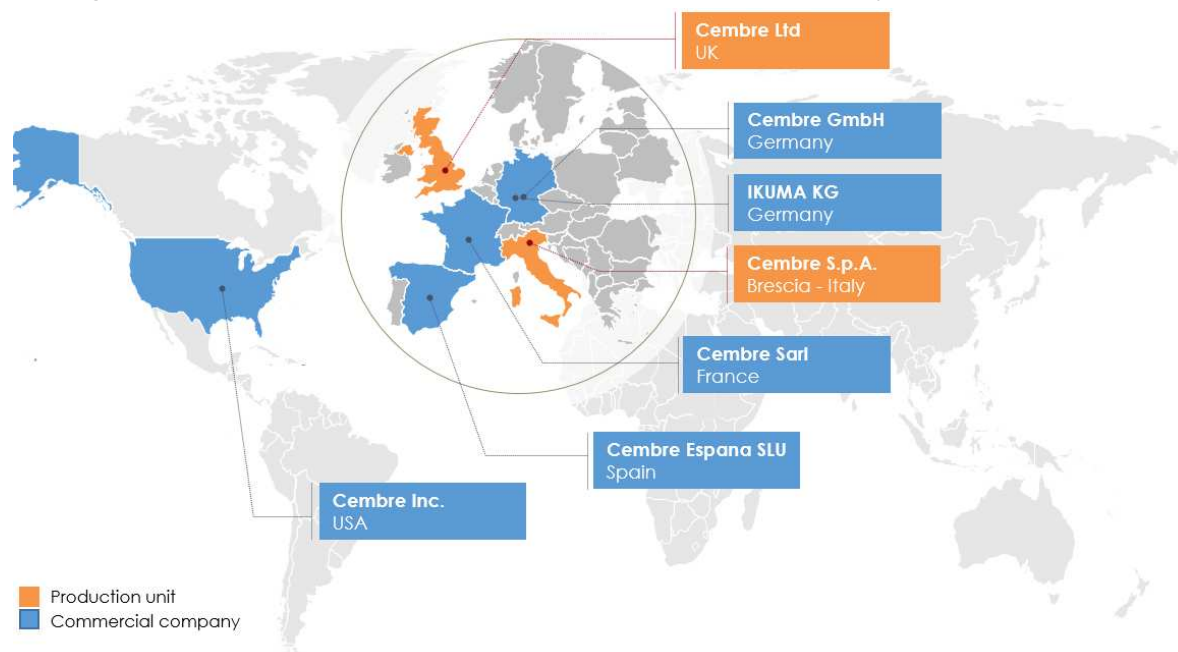 Cembre Ltd
UK
Cembre GmbH
Germany
IKUMA KG
Germany
Cembre S.p.A.
Brescia - Italy
Cembre Sarl
France
Cembre Espana SLU
Spain
Cembre Inc.
USA
Production unit
Commercial company